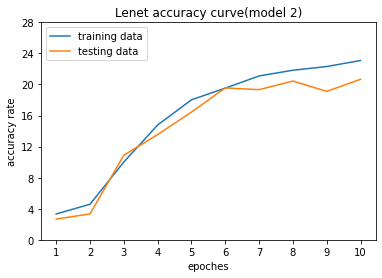 Lenet accuracy curve(model 2)
training data
testing data
accuracy rate
28
24
20
16
12
8
4
0
1 2 3 4 5 6 7 8 9 10
epoches